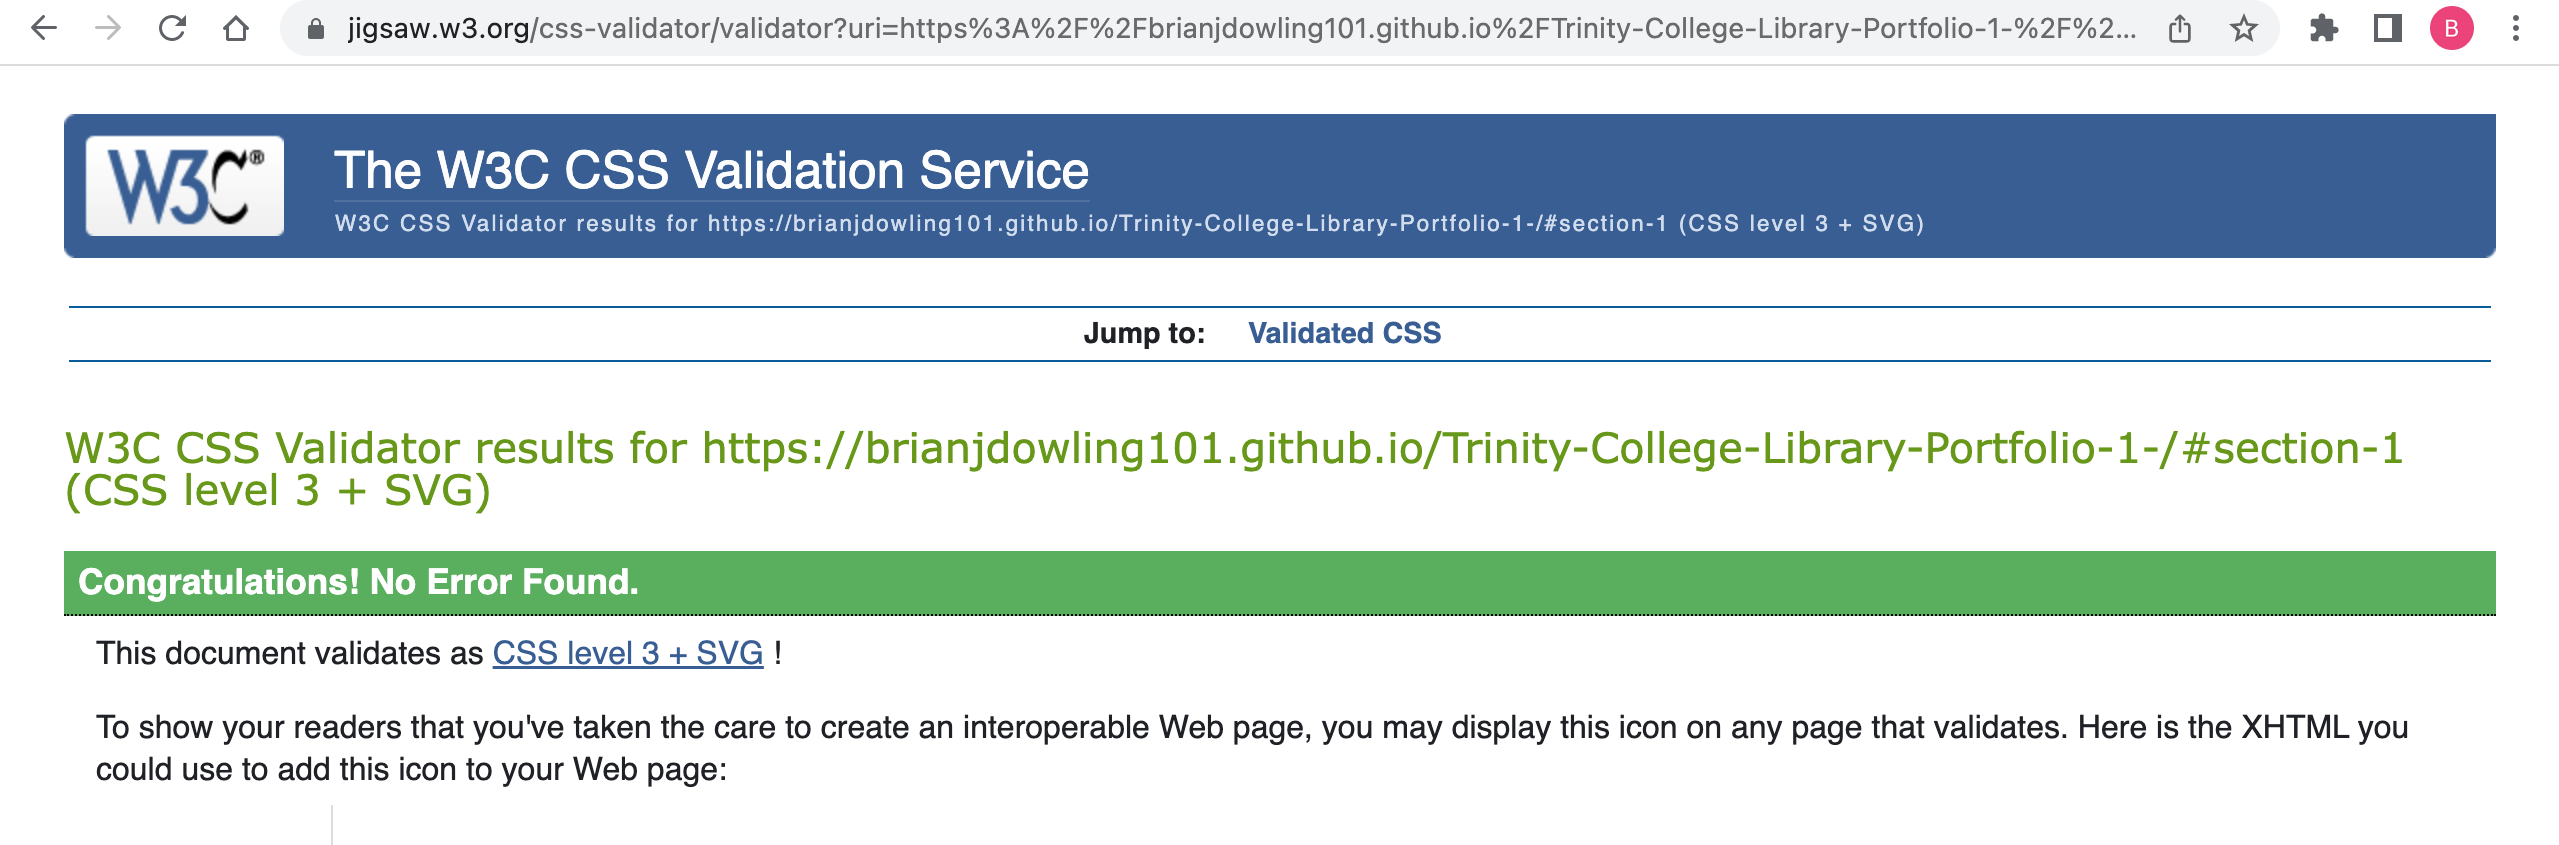 jigsaw.w3.org/css-validator/validator?uri=https%3A%2F%2Fbrianjdowling101.github.io%2FTrinity-College-Library-Portfolio-1-%2F%2...
B
W3C®
The W3C CSS Validation Service
W3C CSS Validator results for https://brianjdowling101.github.io/Trinity-College-Library-Portfolio-1-/#section-1 (CSS level 3 + SVG)
Jump to: Validated CSS
W3C CSS Validator results for https://brianjdowling101.github.io/Trinity-College-Library-Portfolio-1-/#section-1
(CSS level 3 + SVG)
Congratulations! No Error Found.
This document validates as CSS level 3 + SVG !
To show your readers that you've taken the care to create an interoperable Web page, you may display this icon on any page that validates. Here is the XHTML you
could use to add this icon to your Web page: